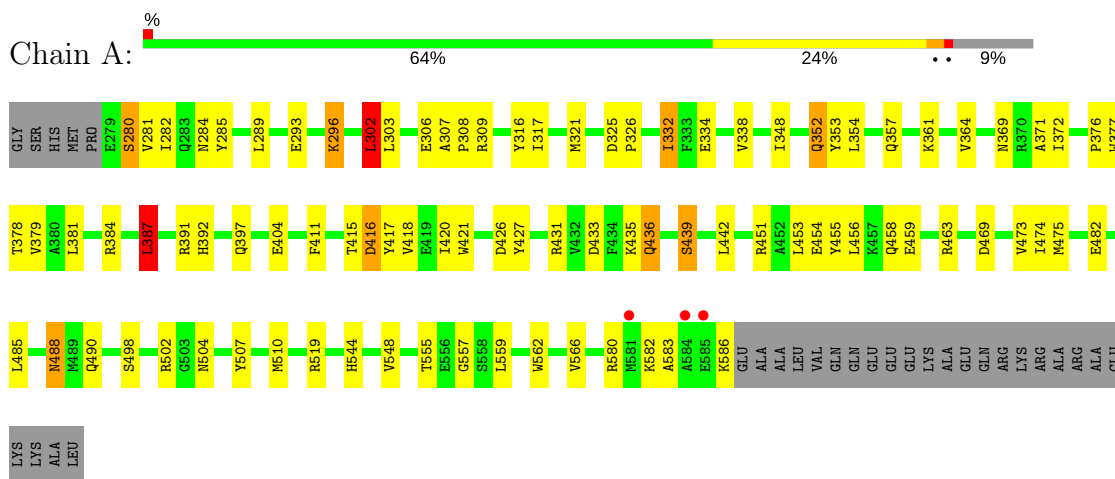 %
Chain A:
64% 24% • • 9%
GLY SER HIS MET PRO E279 S280 V281 I282 Q283 N284 Y285 L289 E293 K296 L302 L303 E306 A307 P308 R309 Y316 I317 M321 D325 P326 I332 F333 E334 V338 I348 Q352 Y353 L354 Q357 K361 V364 N369 R370 A371 I372 P376 W377
T378 V379 A380 L381 R384 L387 R391 H392 Q397 E404 F411 T415 D416 Y417 V418 E419 I420 W421 D426 Y427 R431 V432 D433 F434 K435 Q436 S439 L442 R451 A452 L453 E454 Y455 L456 K457 Q458 E459 R463 D469 V473 I474 M475 E482
L485 N488 M489 Q490 S498 R502 G503 N504 Y507 M510 R519 H544 V548 T555 E556 G557 S558 L559 W562 V566 R580 M581 K582 A583 A584 E585 K586 GLU ALA ALA LEU VAL GLN GLN GLU GLU GLU LYS ALA GLU GLN ARG LYS ARG ALA ARG ALA GLU
LYS LYS ALA LEU